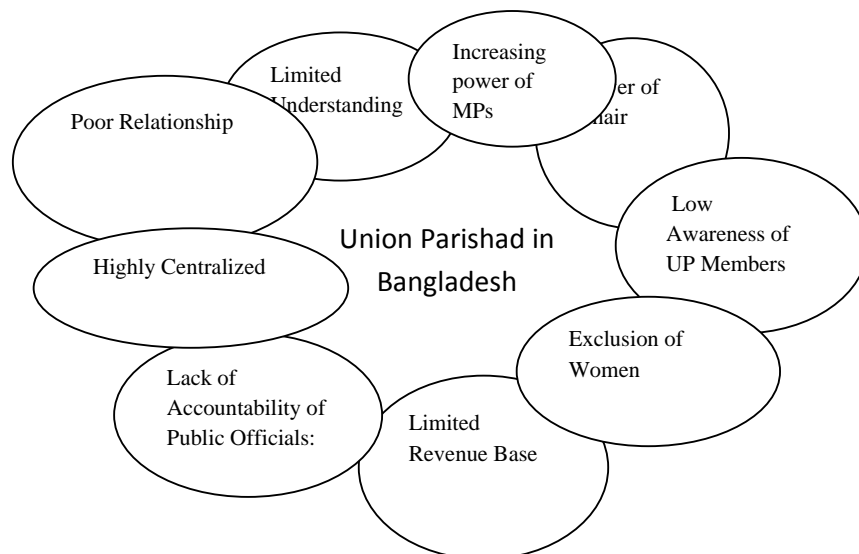 Increasing
power of
MPs
of
Low
Awareness of
UP Members
Exclusion of
Women
Limited
Revenue Base
Lack of
Accountability of
Public Officials:
Highly Centralized
Poor Relationship
Limited
Understanding
Union Parishad in
Bangladesh